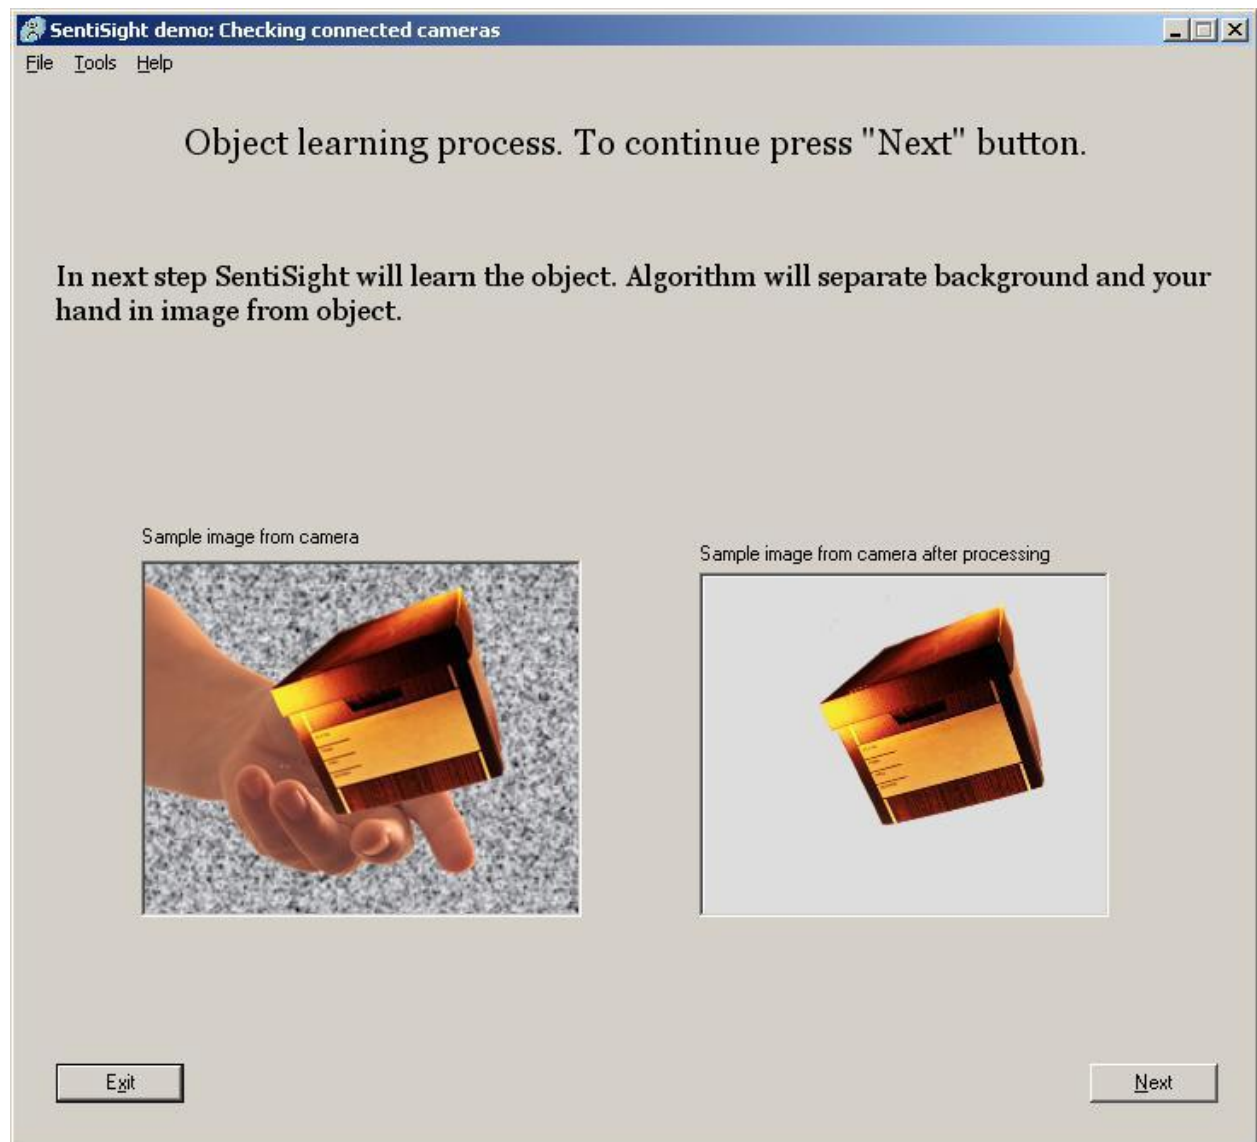 SentiSight demo: Checking connected cameras
File Tools Help
Object learning process. To continue press "Next" button.
In next step SentiSight will learn the object. Algorithm will separate background and your
hand in image from object.
Sample image from camera
Sample image from camera after processing
Exit
Next